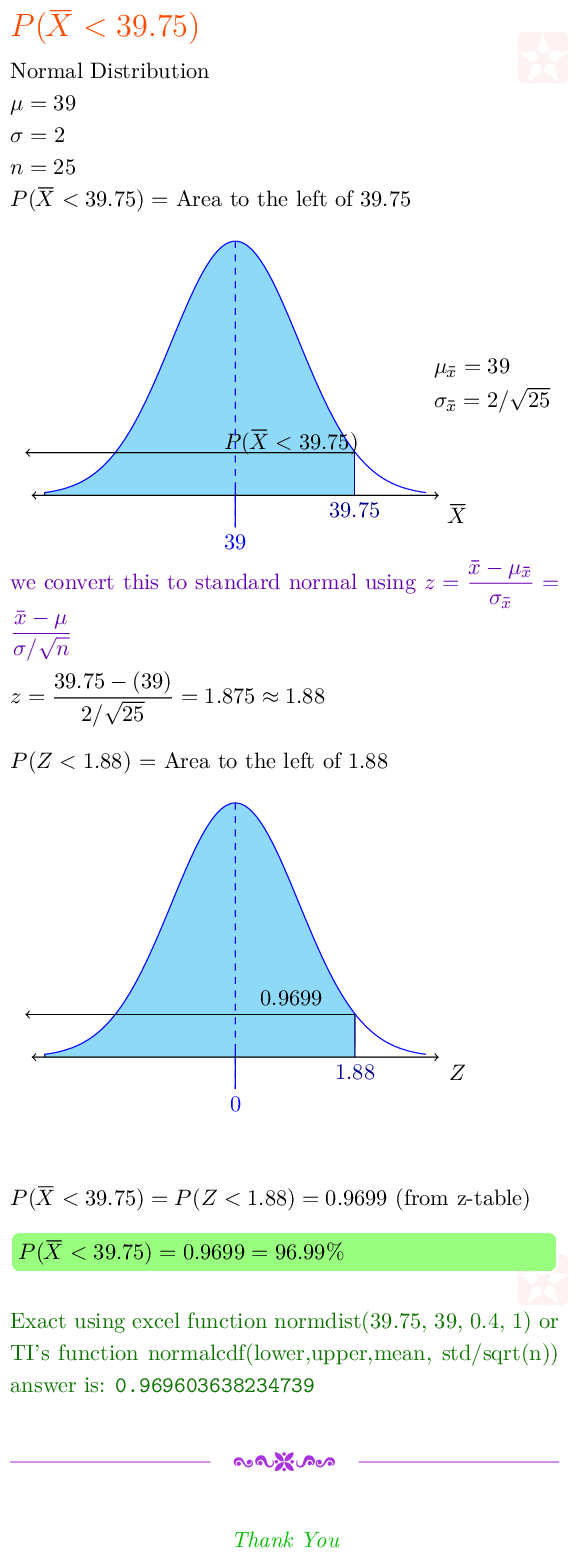 P(X̅ < 39.75)
Normal Distribution
μ = 39
σ = 2
n = 25
P(X̅ < 39.75) = Area to the left of 39.75
μ_x̄ = 39
σ_x̄ = 2/√25
P(X̅ < 39.75)
39.75
X̅
39
we convert this to standard normal using z = (x̄ − μ_x̄)/σ_x̄ =
(x̄ − μ)/(σ/√n)
z = (39.75 − (39))/(2/√25) = 1.875 ≈ 1.88
P(Z < 1.88) = Area to the left of 1.88
0.9699
1.88
Z
0
P(X̅ < 39.75) = P(Z < 1.88) = 0.9699 (from z-table)
P(X̅ < 39.75) = 0.9699 = 96.99%
Exact using excel function normdist(39.75, 39, 0.4, 1) or
TI's function normalcdf(lower,upper,mean, std/sqrt(n))
answer is: 0.969603638234739
Thank You